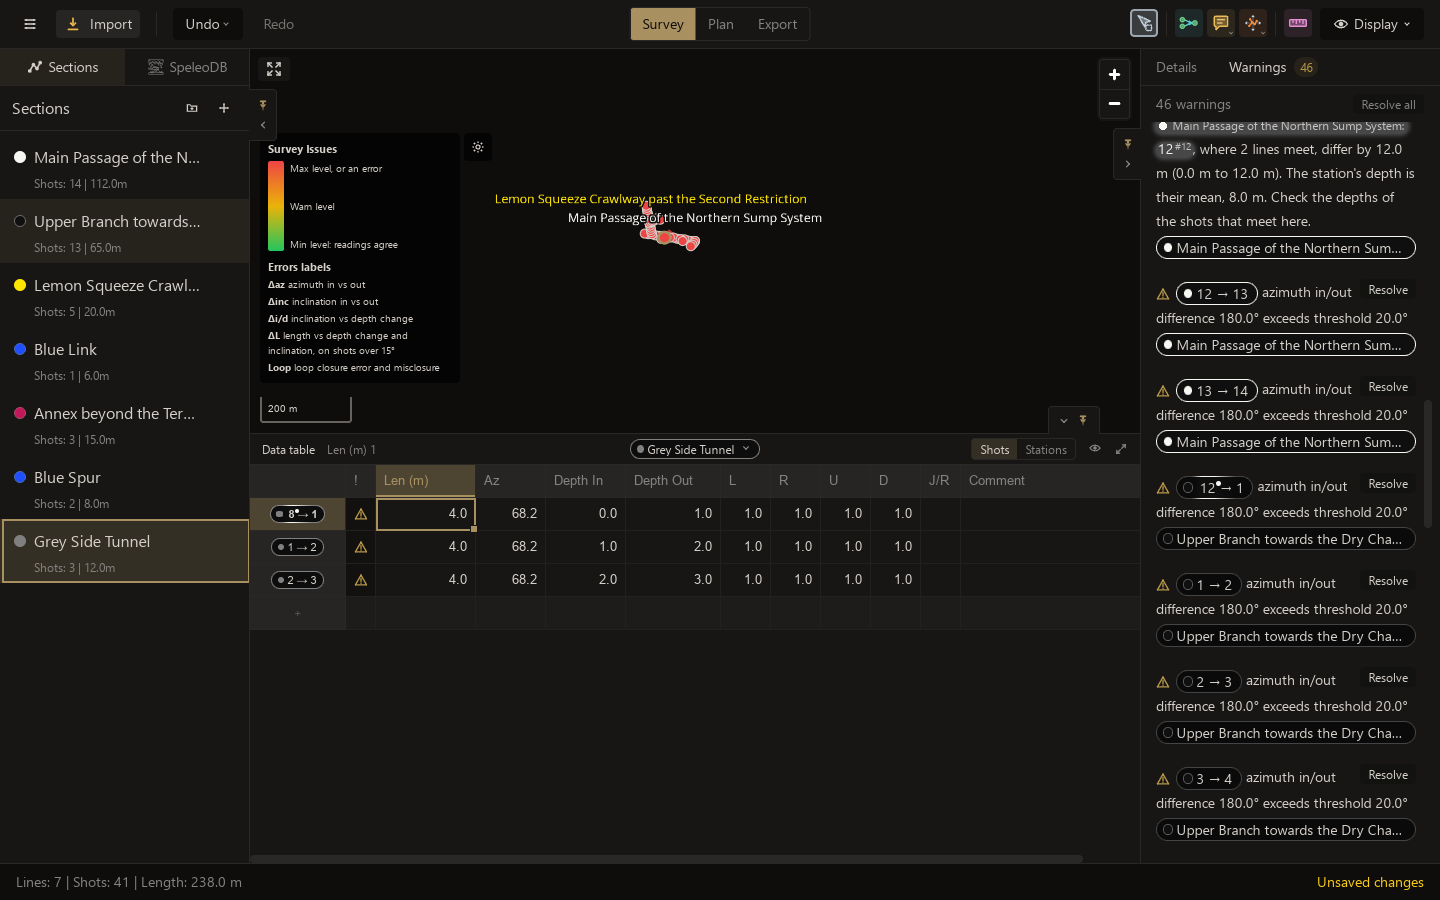 Import
Undo
Redo
Survey
Plan
Export
Display
Sections
SpeleoDB
Sections
Main Passage of the N...
Shots: 14 | 112.0m
Upper Branch towards...
Shots: 13 | 65.0m
Lemon Squeeze Crawl...
Shots: 5 | 20.0m
Blue Link
Shots: 1 | 6.0m
Annex beyond the Ter...
Shots: 3 | 15.0m
Blue Spur
Shots: 2 | 8.0m
Grey Side Tunnel
Shots: 3 | 12.0m
Survey Issues
Max level, or an error
Warn level
Min level: readings agree
Errors labels
Δaz azimuth in vs out
Δinc inclination in vs out
Δi/d inclination vs depth change
ΔL length vs depth change and
inclination, on shots over 15°
Loop loop closure error and misclosure
200 m
Lemon Squeeze Crawlway past the Second Restriction
Main Passage of the Northern Sump System
Data table
Len (m) 1
Grey Side Tunnel
Shots
Stations
! Len (m) Az Depth In Depth Out L R U D J/R Comment
8 → 1 4.0 68.2 0.0 1.0 1.0 1.0 1.0 1.0
1 → 2 4.0 68.2 1.0 2.0 1.0 1.0 1.0 1.0
2 → 3 4.0 68.2 2.0 3.0 1.0 1.0 1.0 1.0
+
Details
Warnings 46
46 warnings
Resolve all
Main Passage of the Northern Sump System:
12#12, where 2 lines meet, differ by 12.0
m (0.0 m to 12.0 m). The station's depth is
their mean, 8.0 m. Check the depths of
the shots that meet here.
Main Passage of the Northern Sum...
12 → 13 azimuth in/out Resolve
difference 180.0° exceeds threshold 20.0°
Main Passage of the Northern Sum...
13 → 14 azimuth in/out Resolve
difference 180.0° exceeds threshold 20.0°
Main Passage of the Northern Sum...
12 → 1 azimuth in/out Resolve
difference 180.0° exceeds threshold 20.0°
Upper Branch towards the Dry Cha...
1 → 2 azimuth in/out Resolve
difference 180.0° exceeds threshold 20.0°
Upper Branch towards the Dry Cha...
2 → 3 azimuth in/out Resolve
difference 180.0° exceeds threshold 20.0°
Upper Branch towards the Dry Cha...
3 → 4 azimuth in/out Resolve
difference 180.0° exceeds threshold 20.0°
Upper Branch towards the Dry Cha...
Lines: 7 | Shots: 41 | Length: 238.0 m
Unsaved changes